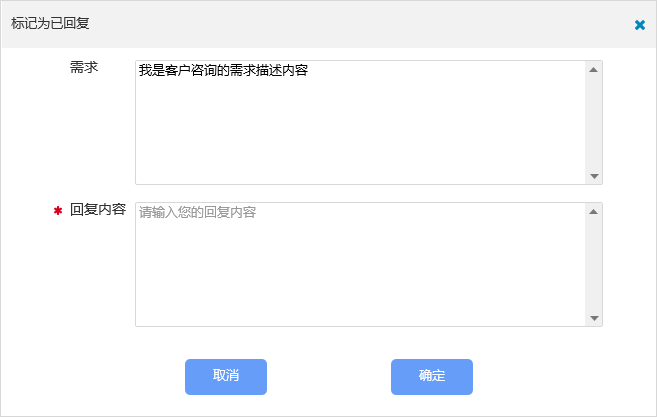 标记为已回复
需求
我是客户咨询的需求描述内容
✱ 回复内容
请输入您的回复内容
取消
确定